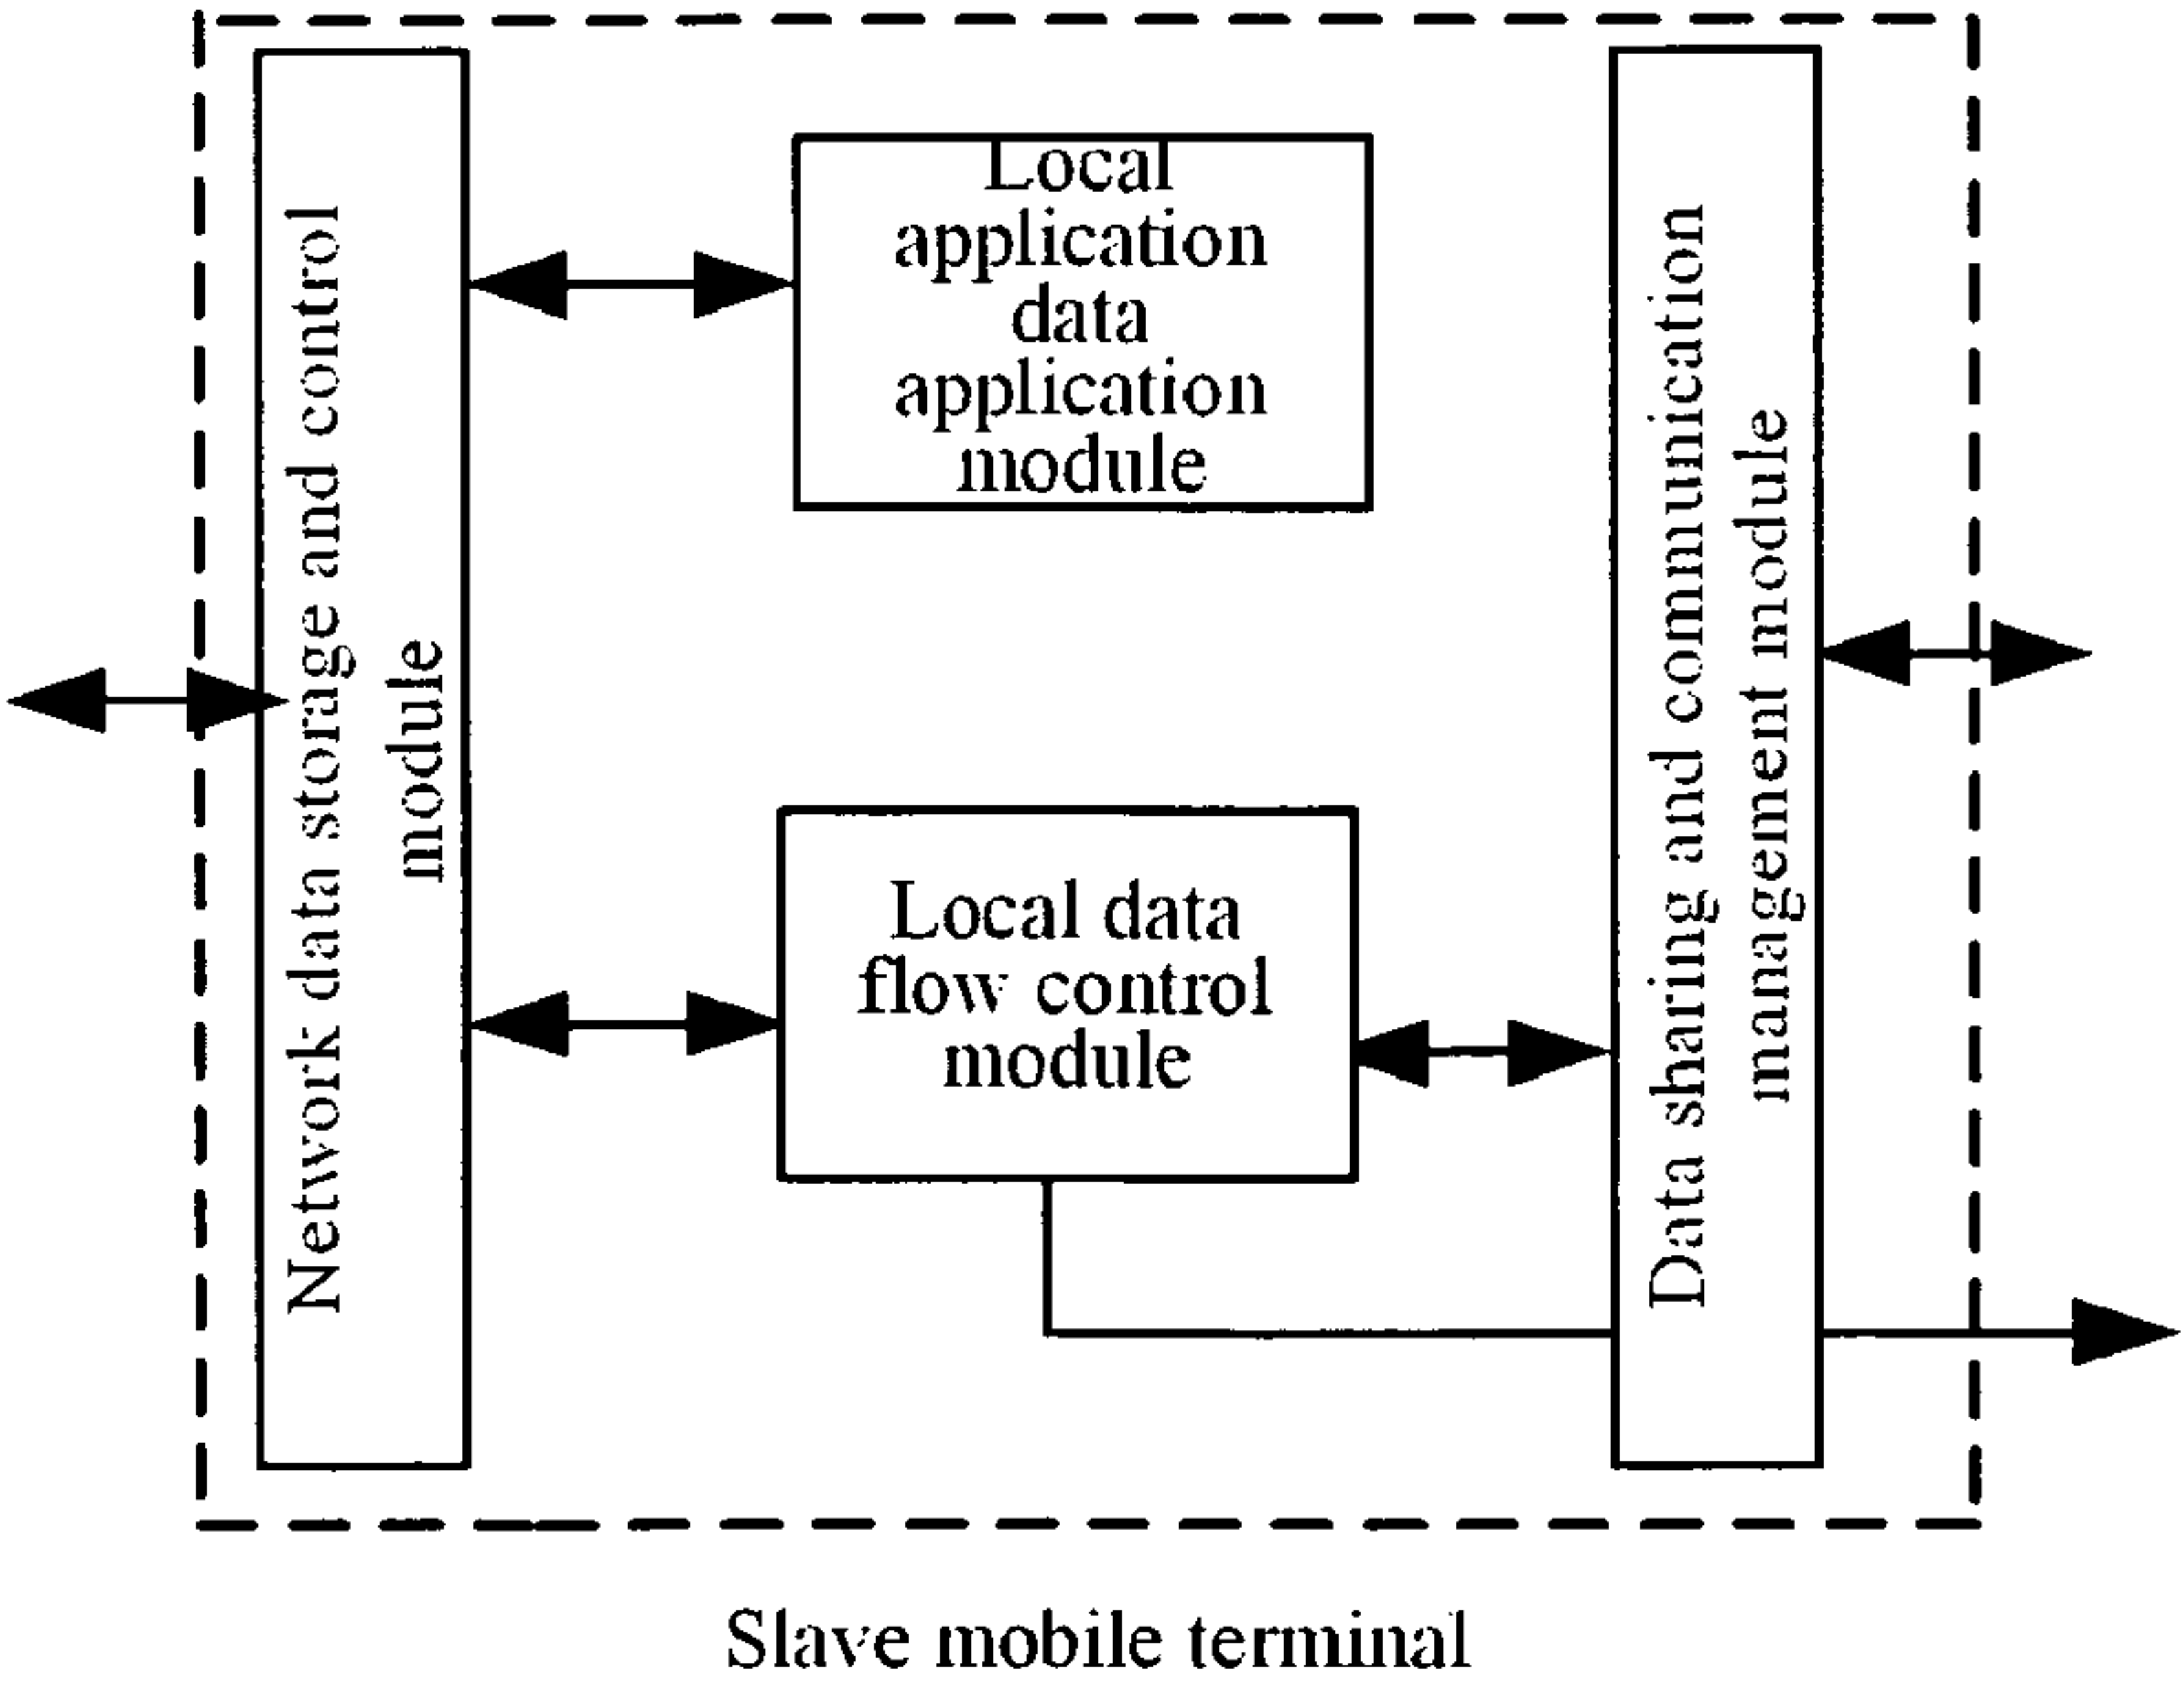 Network data storage and control
module
Local
application
data
application
module
Local data
flow control
module
Data sharing and communication
management module
Slave mobile terminal